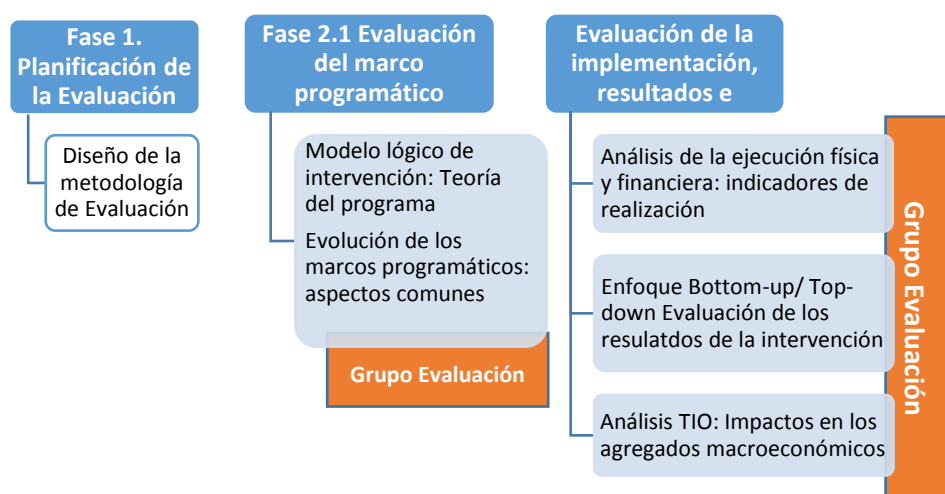 Fase 1.
Planificación de
la Evaluación
Diseño de la
metodología
de Evaluación
Fase 2.1 Evaluación
del marco
programático
Modelo lógico de
intervención: Teoría
del programa
Evolución de los
marcos programáticos:
aspectos comunes
Grupo Evaluación
Evaluación de la
implementación,
resultados e
Análisis de la ejecución física
y financiera: indicadores de
realización
Enfoque Bottom-up/ Top-
down Evaluación de los
resulatdos de la intervención
Análisis TIO: Impactos en los
agregados macroeconómicos
Grupo Evaluación